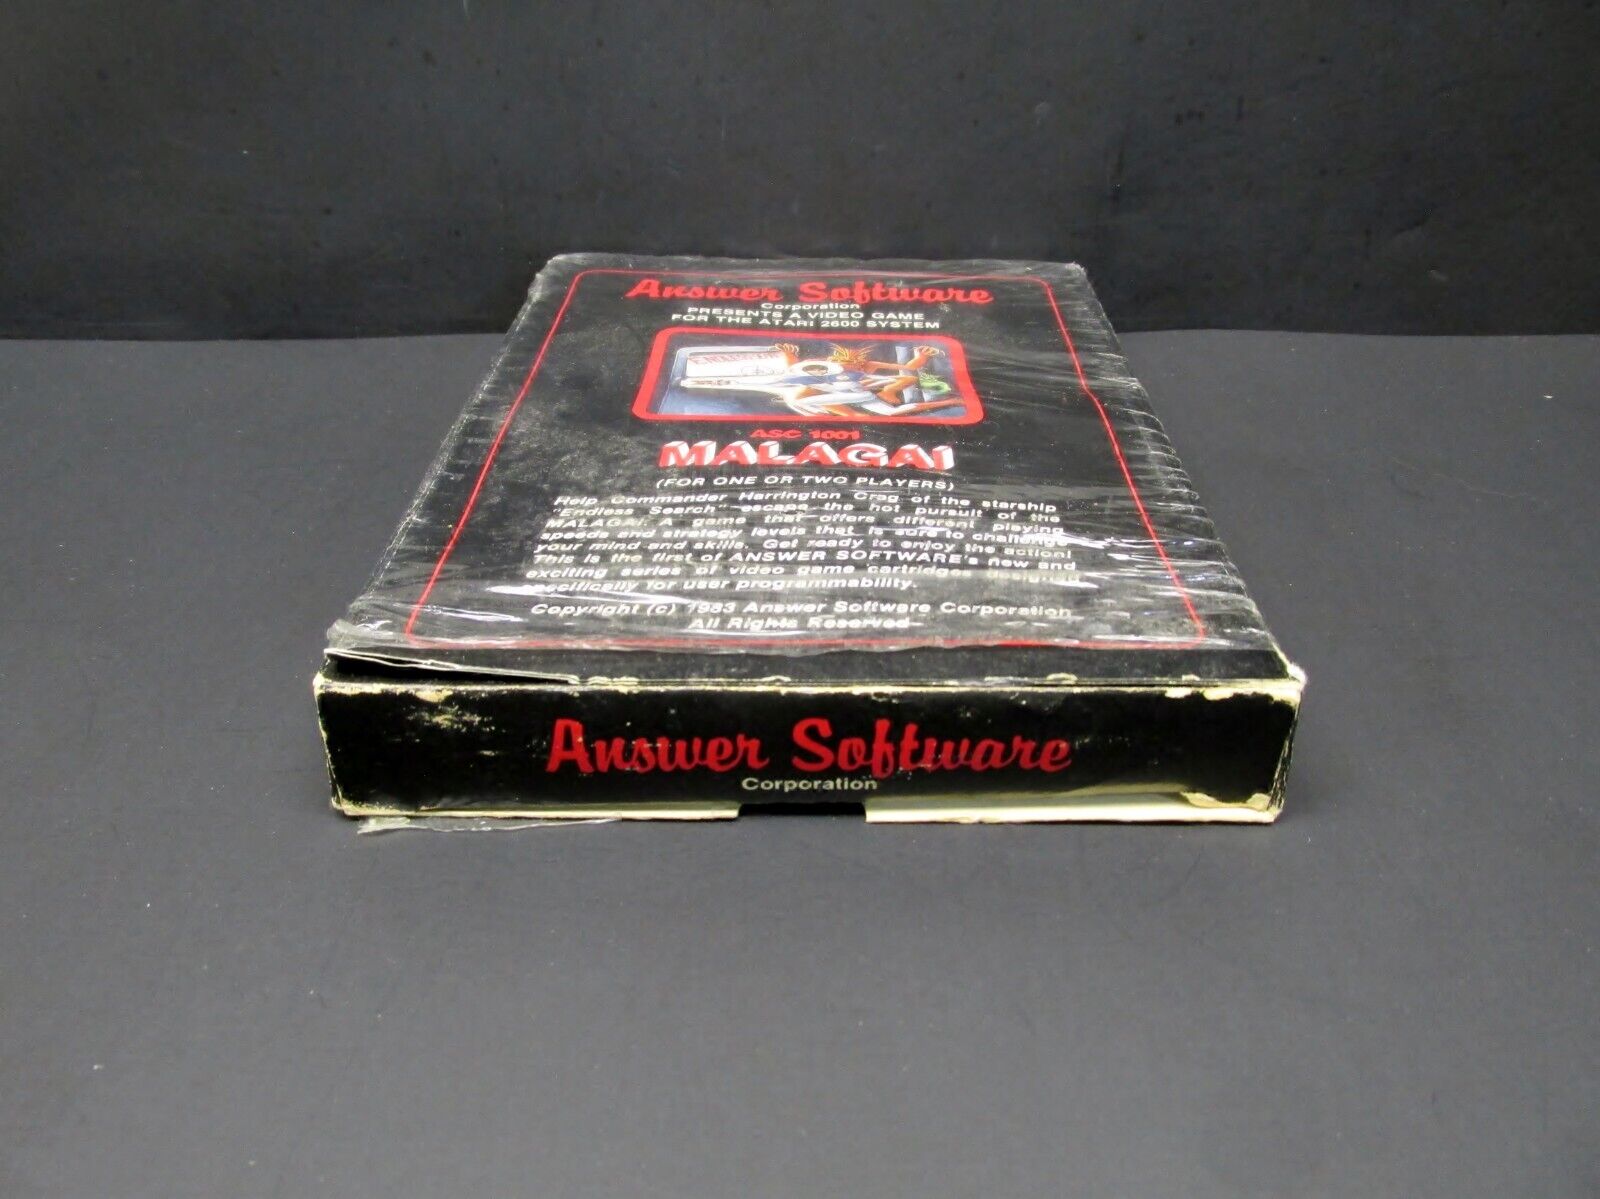 Answer Software
Corporation
PRESENTS A VIDEO GAME
FOR THE ATARI 2600 SYSTEM
ASC 1001
MALAGAI
(FOR ONE OR TWO PLAYERS)
Help Commander Harrington Crag of the starship
"Endless Search" escape the hot pursuit of the
MALAGAI. A game that offers different playing
speeds and strategy levels that is sure to challenge
your mind and skills. Get ready to enjoy the action!
This is the first of ANSWER SOFTWARE's new and
exciting series of video game cartridges designed
specifically for user programmability.
Copyright (c) 1983 Answer Software Corporation
All Rights Reserved
Answer Software
Corporation